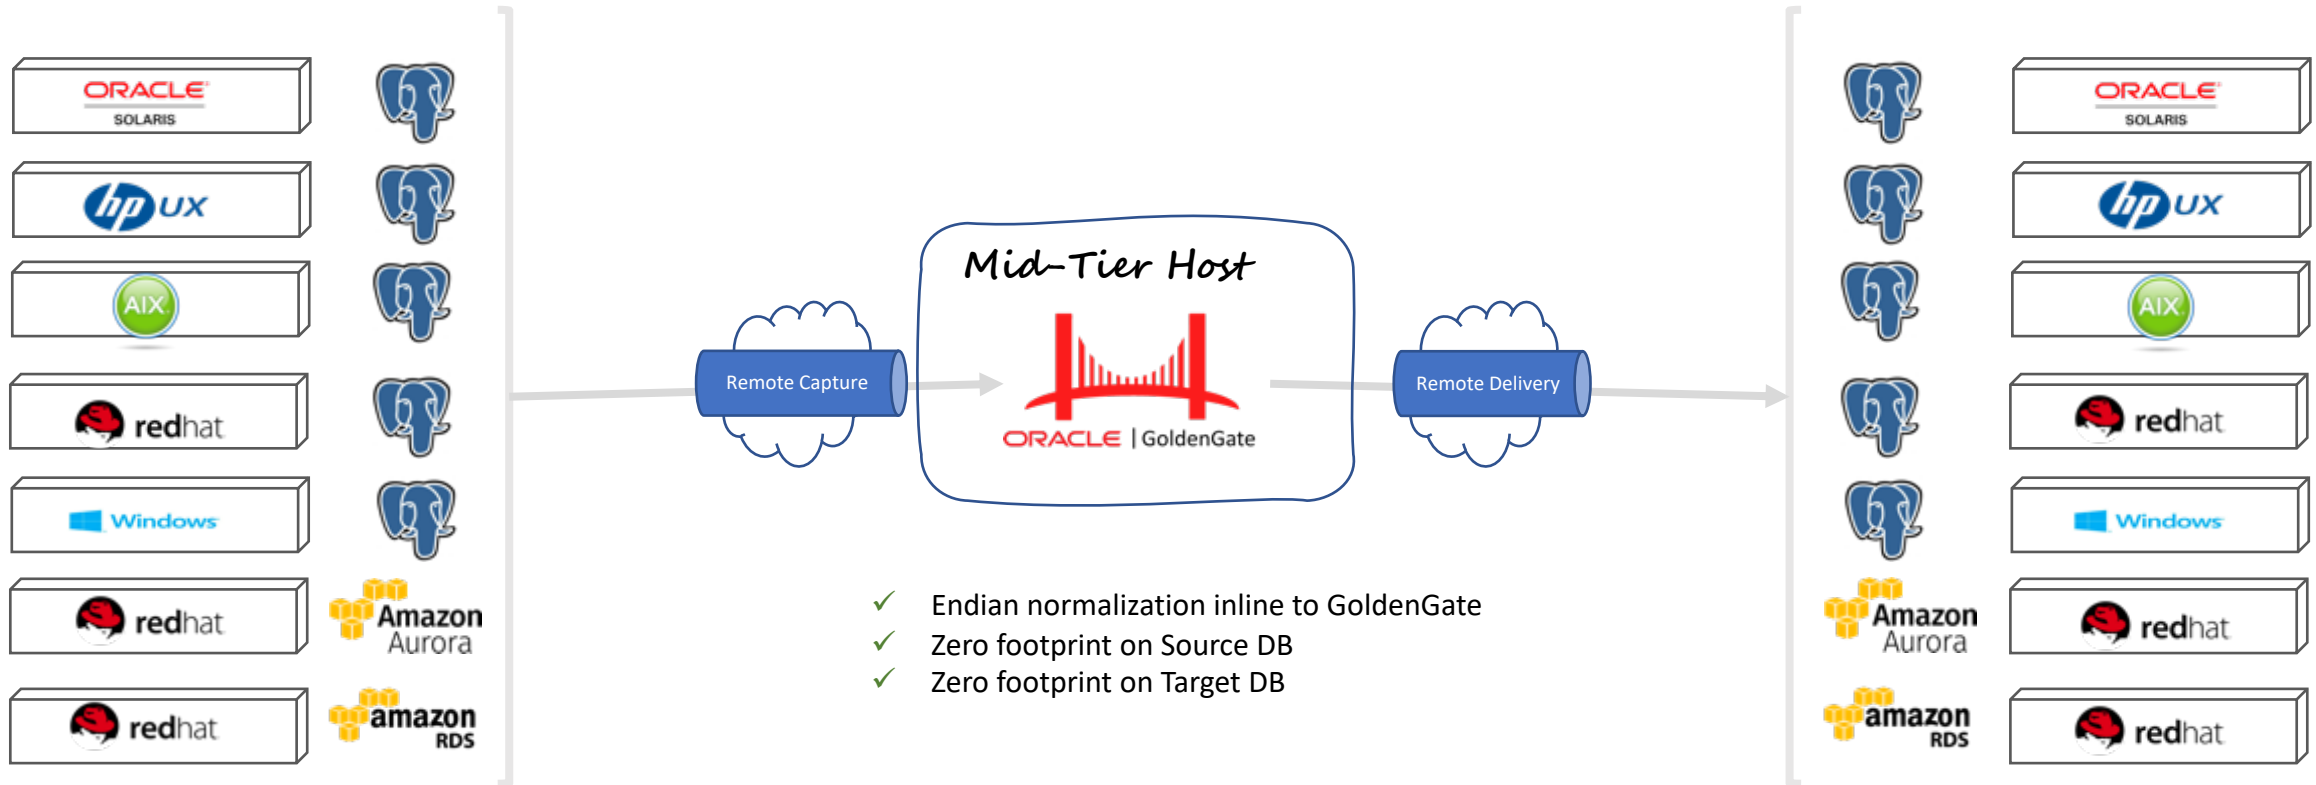 ORACLE
SOLARIS
hp UX
AIX
redhat
Windows
redhat
Amazon
Aurora
redhat
amazon
RDS
Remote Capture
Mid-Tier Host
ORACLE | GoldenGate
Remote Delivery
✓ Endian normalization inline to GoldenGate
✓ Zero footprint on Source DB
✓ Zero footprint on Target DB
ORACLE
SOLARIS
hp UX
AIX
redhat
Windows
Amazon
Aurora
redhat
amazon
RDS
redhat